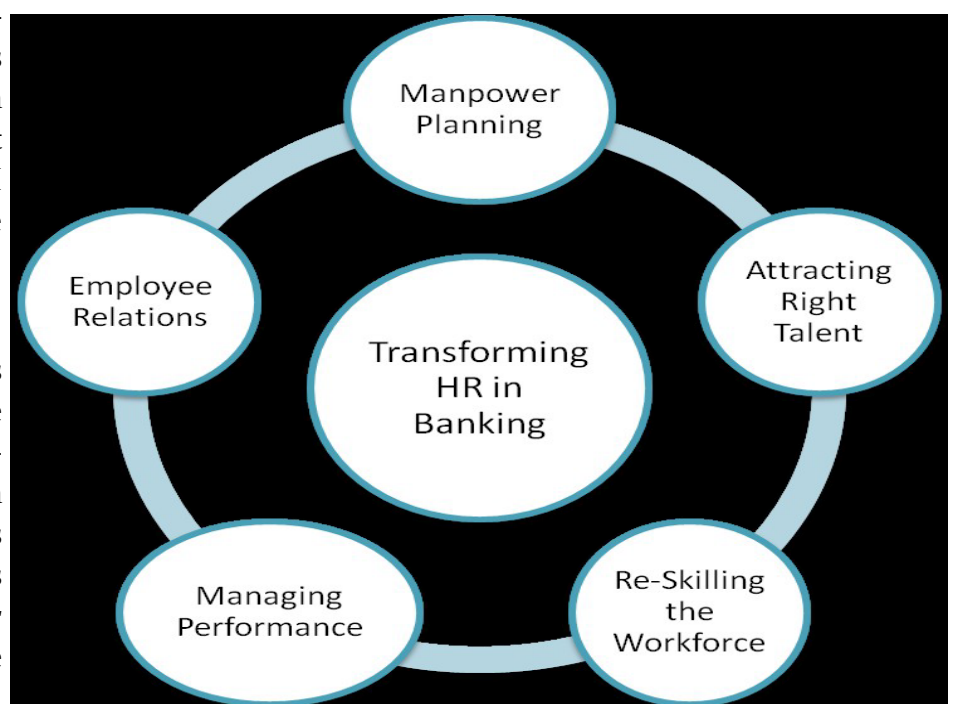 Manpower
Planning
Attracting
Right
Talent
Re-Skilling
the
Workforce
Managing
Performance
Employee
Relations
Transforming
HR in
Banking